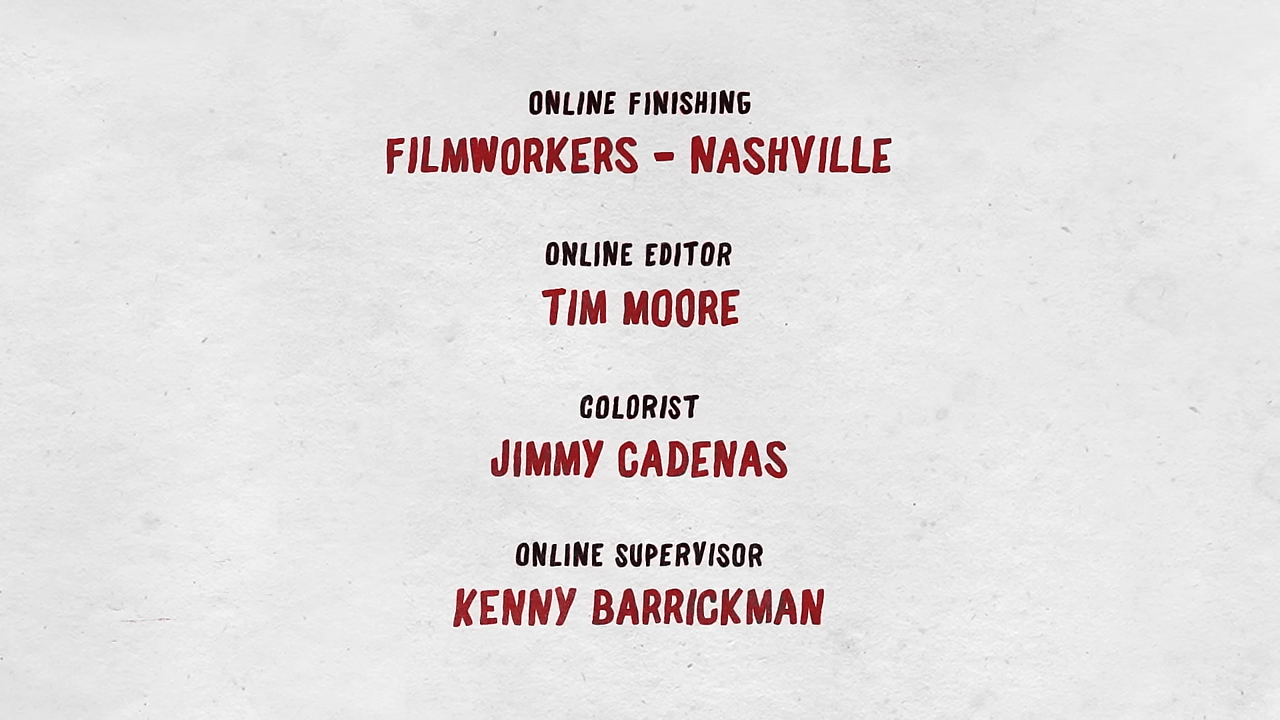 ONLINE FINISHING
FILMWORKERS - NASHVILLE
ONLINE EDITOR
TIM MOORE
COLORIST
JIMMY CADENAS
ONLINE SUPERVISOR
KENNY BARRICKMAN